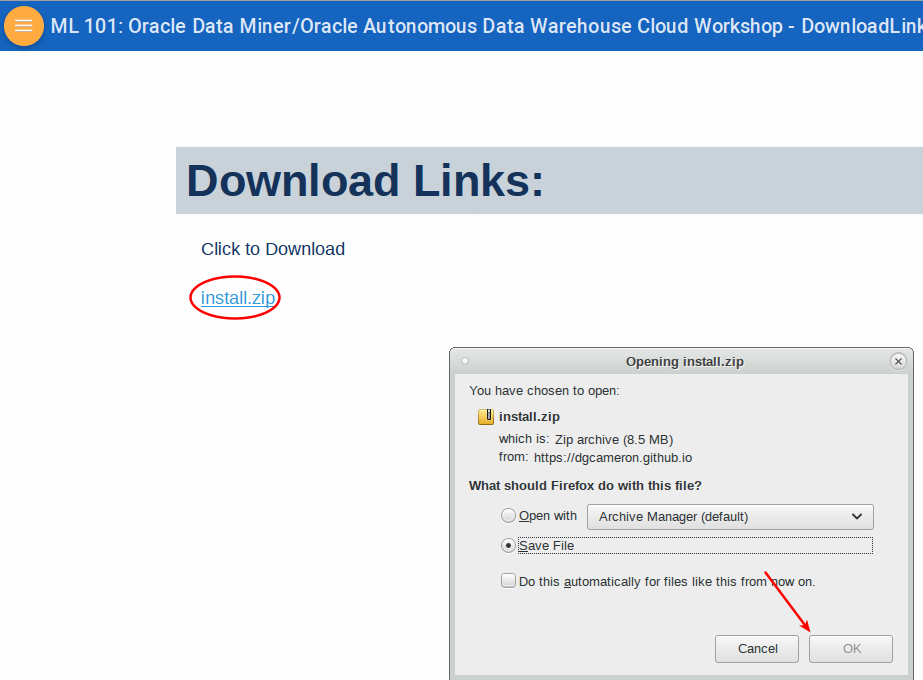 ML 101: Oracle Data Miner/Oracle Autonomous Data Warehouse Cloud Workshop - DownloadLink
Download Links:
Click to Download
install.zip
Opening install.zip
You have chosen to open:
install.zip
which is: Zip archive (8.5 MB)
from: https://dgcameron.github.io
What should Firefox do with this file?
Open with Archive Manager (default)
Save File
Do this automatically for files like this from now on.
Cancel OK